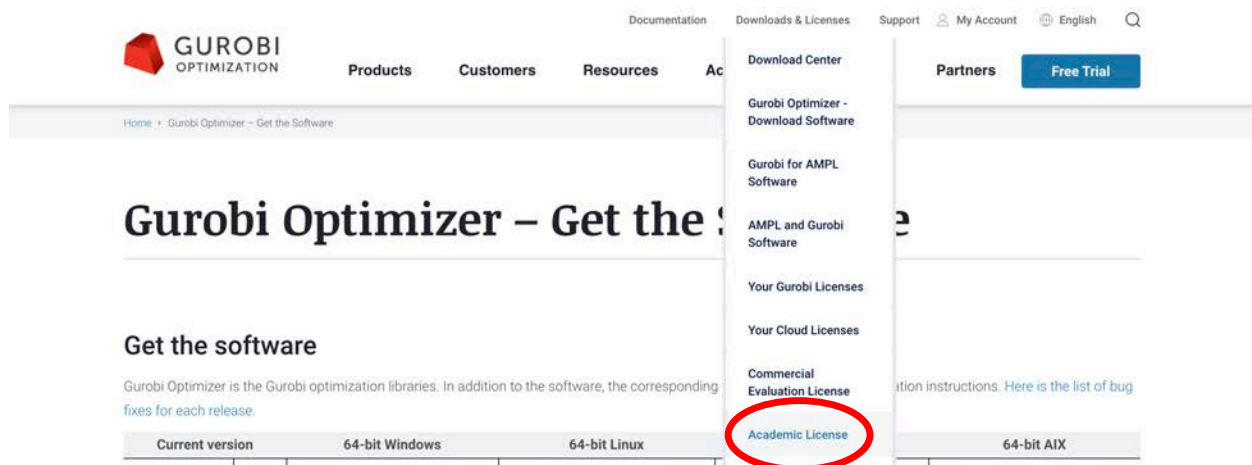 Documentation Downloads & Licenses Support My Account English
GUROBI
OPTIMIZATION
Products Customers Resources Ac Partners Free Trial
Download Center
Gurobi Optimizer -
Download Software
Gurobi for AMPL
Software
AMPL and Gurobi
Software
Your Gurobi Licenses
Your Cloud Licenses
Commercial
Evaluation License
Academic License
Home › Gurobi Optimizer – Get the Software
Gurobi Optimizer – Get the S e
Get the software
Gurobi Optimizer is the Gurobi optimization libraries. In addition to the software, the corresponding ation instructions. Here is the list of bug
fixes for each release.
Current version 64-bit Windows 64-bit Linux 64-bit AIX